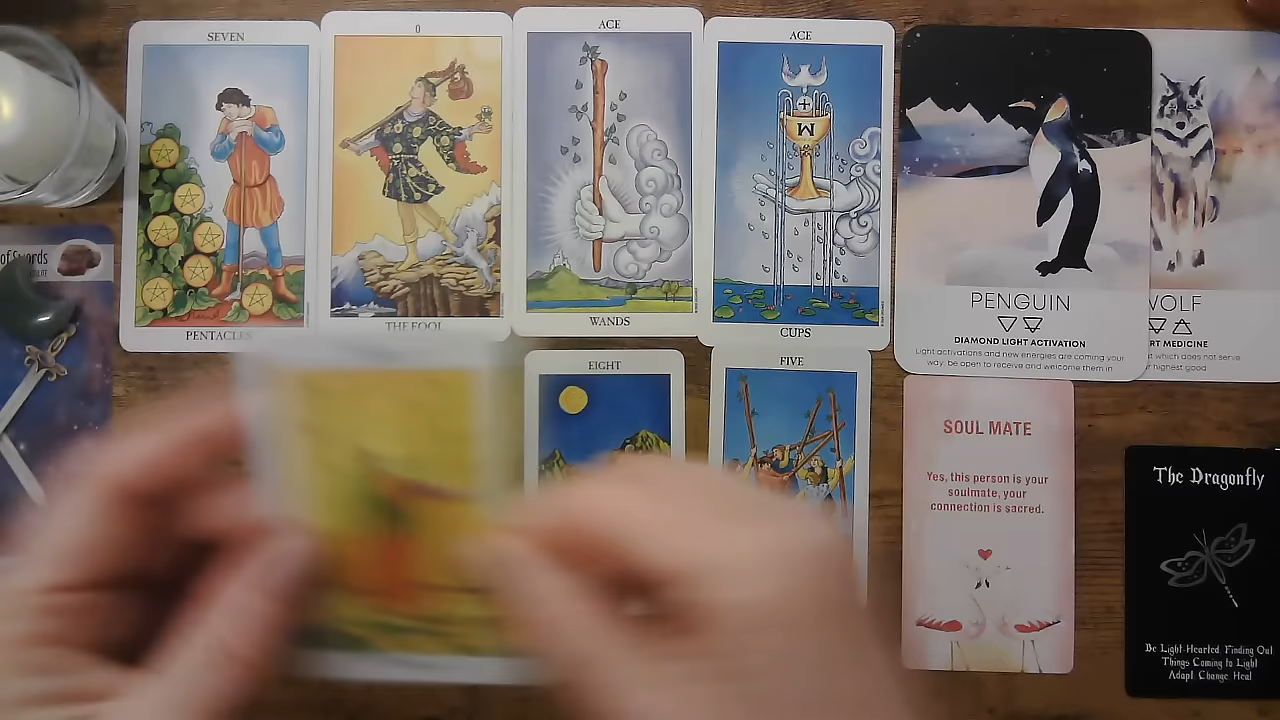 SEVEN
PENTACLES
0
THE FOOL
ACE
WANDS
ACE
M
CUPS
PENGUIN
DIAMOND LIGHT ACTIVATION
Light activations and new energies are coming your
way, be open to receive and welcome them in
WOLF
RT MEDICINE
which does not serve
highest good
of Swords
EIGHT
FIVE
SOUL MATE
Yes, this person is your
soulmate, your
connection is sacred.
The Dragonfly
Be Light-Hearted. Finding Out
Things Coming to Light
Adapt. Change. Heal